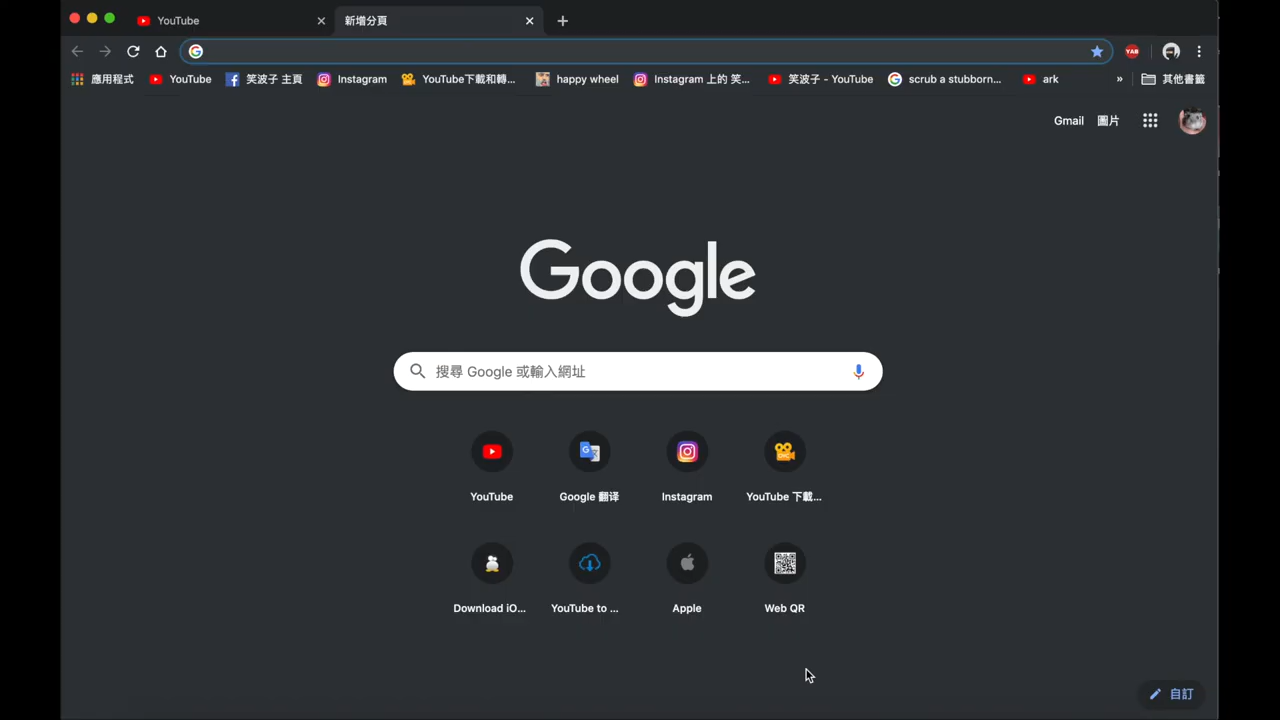 YouTube
新增分頁
應用程式 YouTube 笑波子 主頁 Instagram YouTube下載和轉... happy wheel Instagram 上的 笑... 笑波子 - YouTube scrub a stubborn... ark » 其他書籤
Gmail 圖片
Google
搜尋 Google 或輸入網址
YouTube Google 翻译 Instagram YouTube 下載...
Download iO... YouTube to ... Apple Web QR
自訂